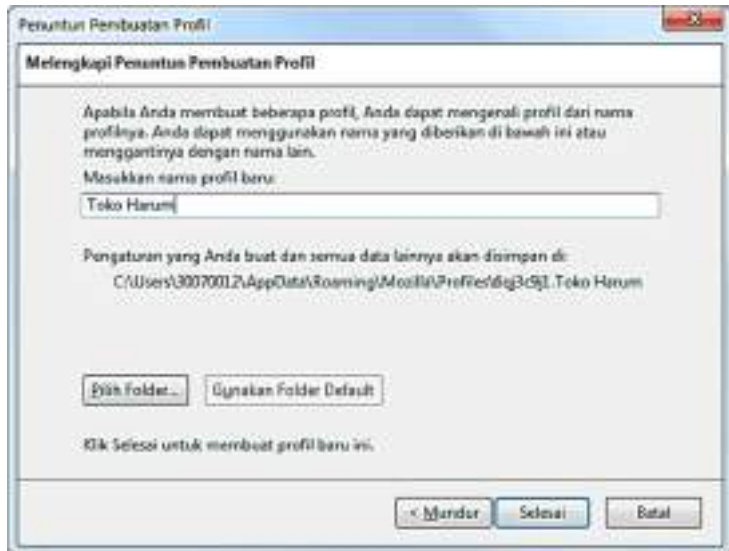 Penuntun Pembuatan Profil
Melengkapi Penuntun Pembuatan Profil
Apabila Anda membuat beberapa profil, Anda dapat mengenali profil dari nama
profilnya. Anda dapat menggunakan nama yang diberikan di bawah ini atau
menggantinya dengan nama lain.
Masukkan nama profil baru:
Toko Harum
Pengaturan yang Anda buat dan semua data lainnya akan disimpan di:
C:\Users\30070012\AppData\Roaming\Mozilla\Profiles\6qj3c9j1.Toko Harum
Pilih Folder...
Gunakan Folder Default
Klik Selesai untuk membuat profil baru ini.
< Mundur
Selesai
Batal